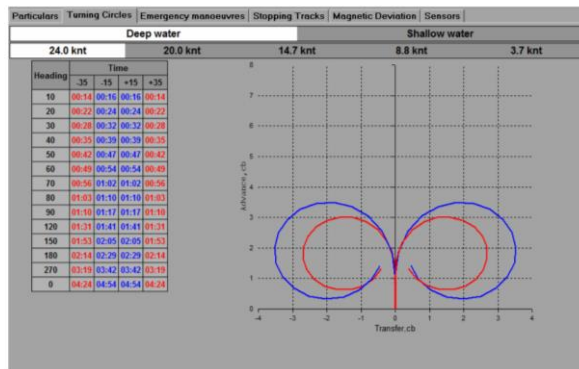 Particulars Turning Circles Emergency manoeuvres Stopping Tracks Magnetic Deviation Sensors
Deep water Shallow water
24.0 knt 20.0 knt 14.7 knt 8.8 knt 3.7 knt
Heading Time
-35 -15 +15 +35
10 00:14 00:16 00:16 00:14
20 00:22 00:24 00:24 00:22
30 00:28 00:32 00:32 00:28
40 00:35 00:39 00:39 00:35
50 00:42 00:47 00:47 00:42
60 00:49 00:54 00:54 00:49
70 00:56 01:02 01:02 00:56
80 01:03 01:10 01:10 01:03
90 01:10 01:17 01:17 01:10
120 01:31 01:41 01:41 01:31
150 01:53 02:05 02:05 01:53
180 02:14 02:29 02:29 02:14
270 03:19 03:42 03:42 03:19
0 04:24 04:54 04:54 04:24
Advance,cb
8
7
6
5
4
3
2
1
0
-4 -3 -2 -1 0 1 2 3 4
Transfer,cb